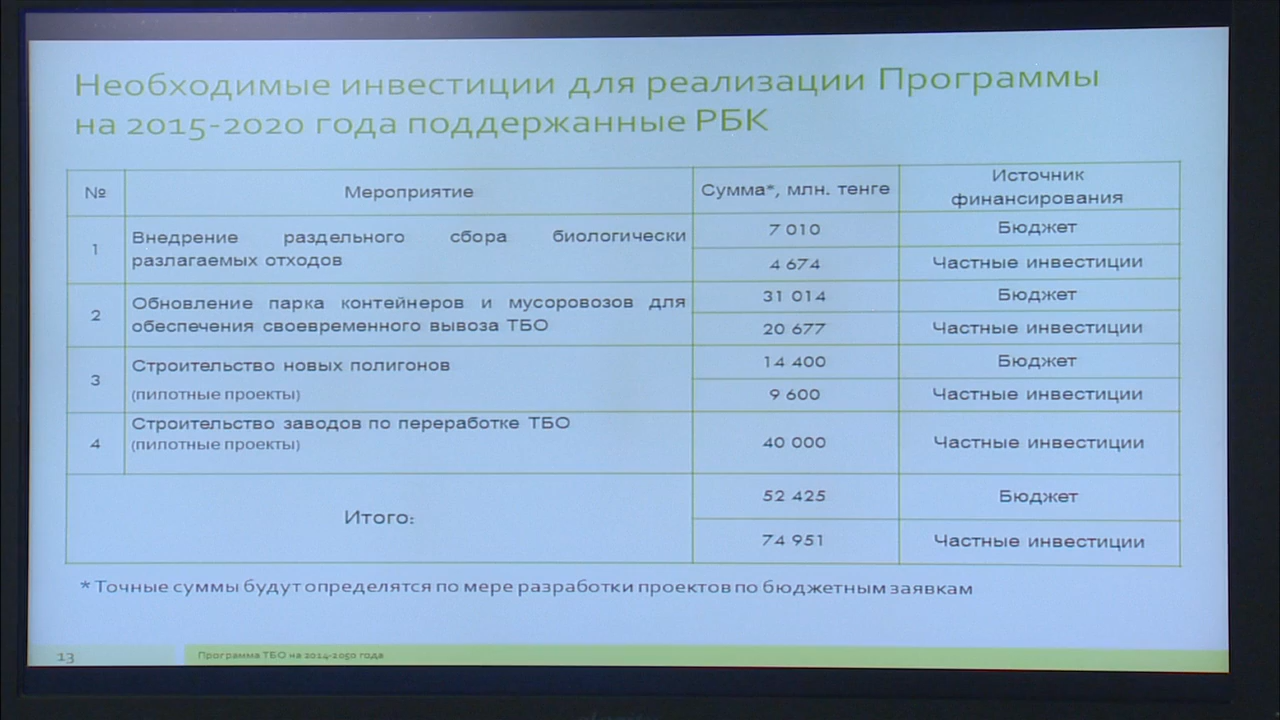 Необходимые инвестиции для реализации Программы
на 2015-2020 года поддержанные РБК
№ Мероприятие Сумма*, млн. тенге Источник
финансирования
1 Внедрение раздельного сбора биологически
разлагаемых отходов
7 010 Бюджет
4 674 Частные инвестиции
2 Обновление парка контейнеров и мусоровозов для
обеспечения своевременного вывоза ТБО
31 014 Бюджет
20 677 Частные инвестиции
3 Строительство новых полигонов
(пилотные проекты)
14 400 Бюджет
9 600 Частные инвестиции
4 Строительство заводов по переработке ТБО
(пилотные проекты)
40 000 Частные инвестиции
Итого:
52 425 Бюджет
74 951 Частные инвестиции
* Точные суммы будут определятся по мере разработки проектов по бюджетным заявкам
13 Программа ТБО на 2014-2050 года